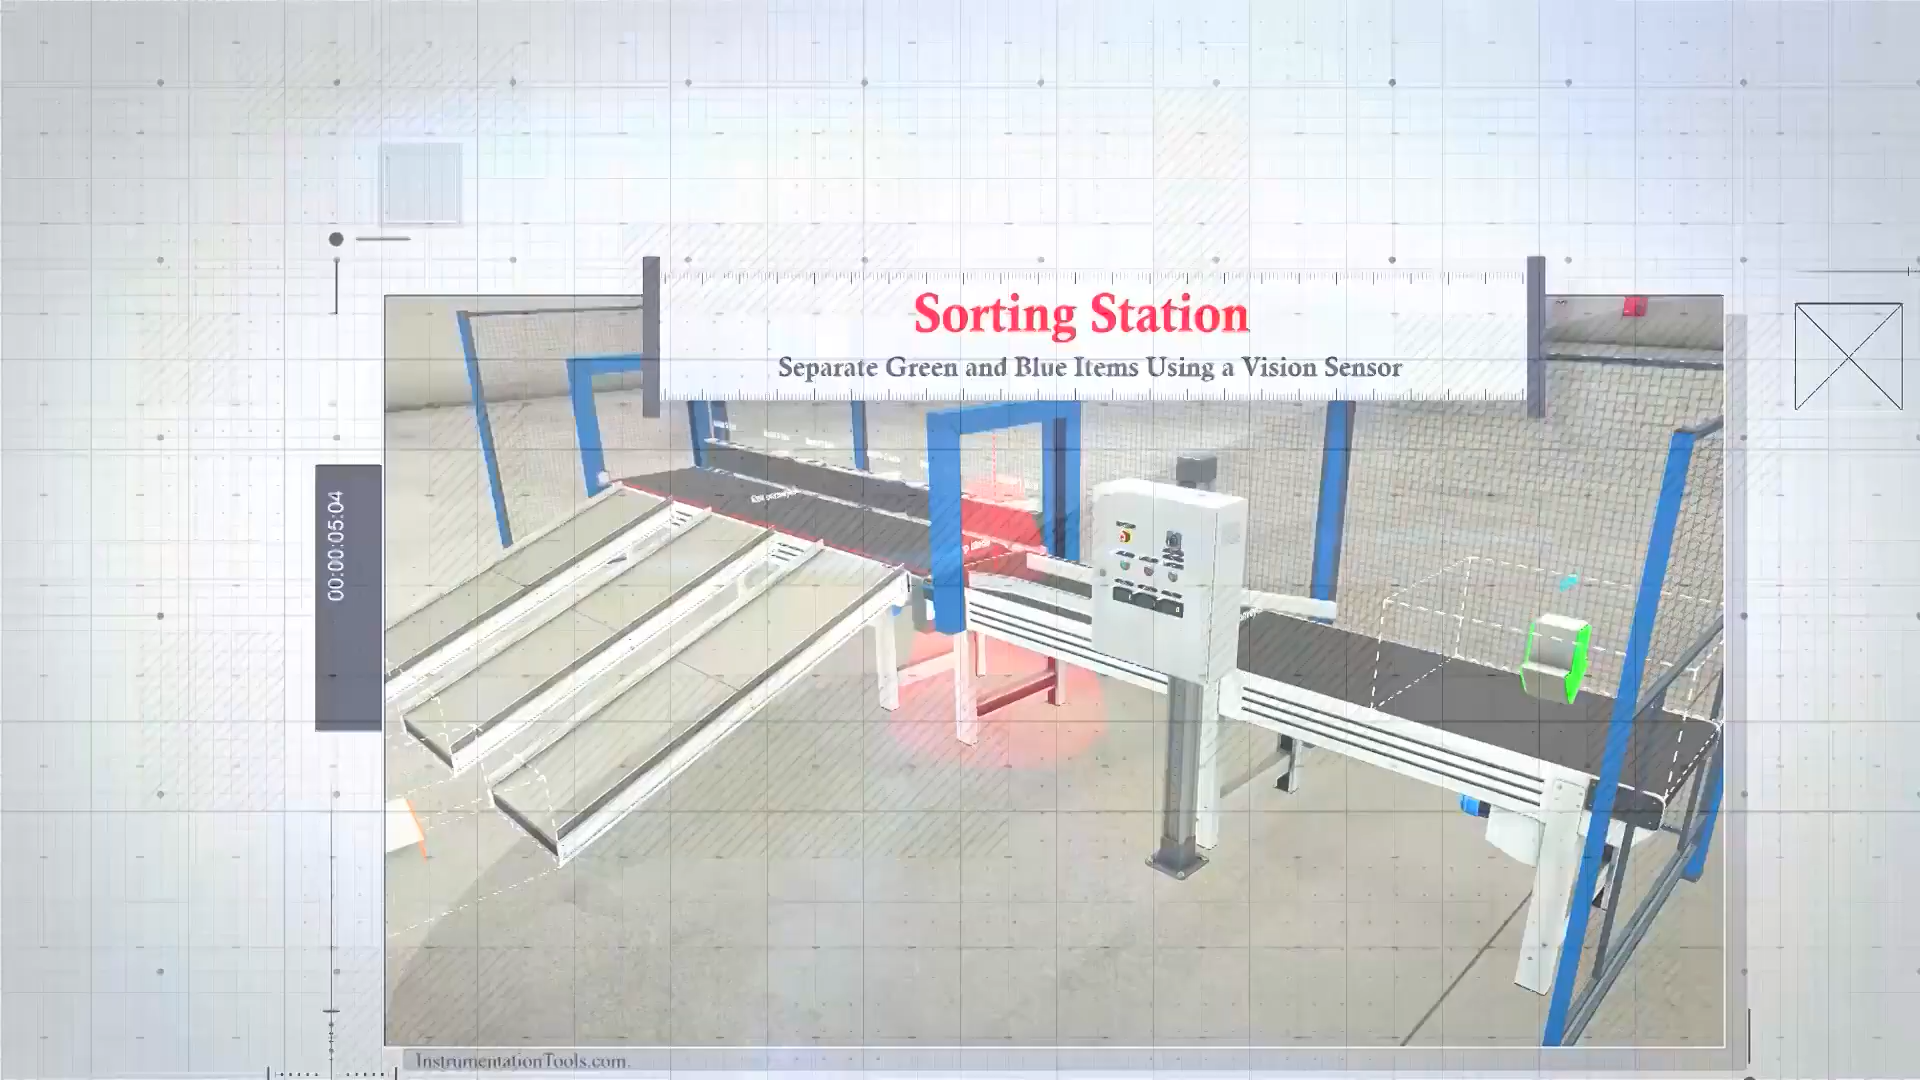 Sorting Station
Separate Green and Blue Items Using a Vision Sensor
00:00:05:04
InstrumentationTools.com.